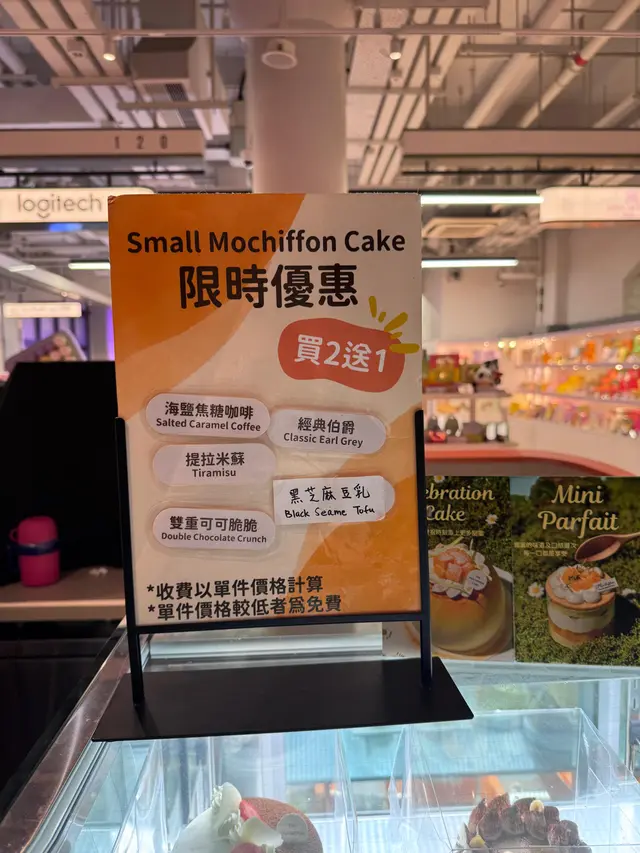 120
logitech
Small Mochiffon Cake
限時優惠
買2送1
海鹽焦糖咖啡
Salted Caramel Coffee
經典伯爵
Classic Earl Grey
提拉米蘇
Tiramisu
黑芝麻豆乳
Black Seame Tofu
雙重可可脆脆
Double Chocolate Crunch
*收費以單件價格計算
*單件價格較低者為免費
ebration
Cake
Mini
Parfait